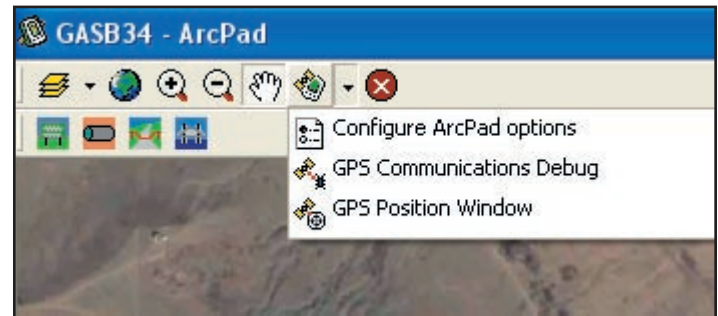 GASB34 - ArcPad
Configure ArcPad options
GPS Communications Debug
GPS Position Window